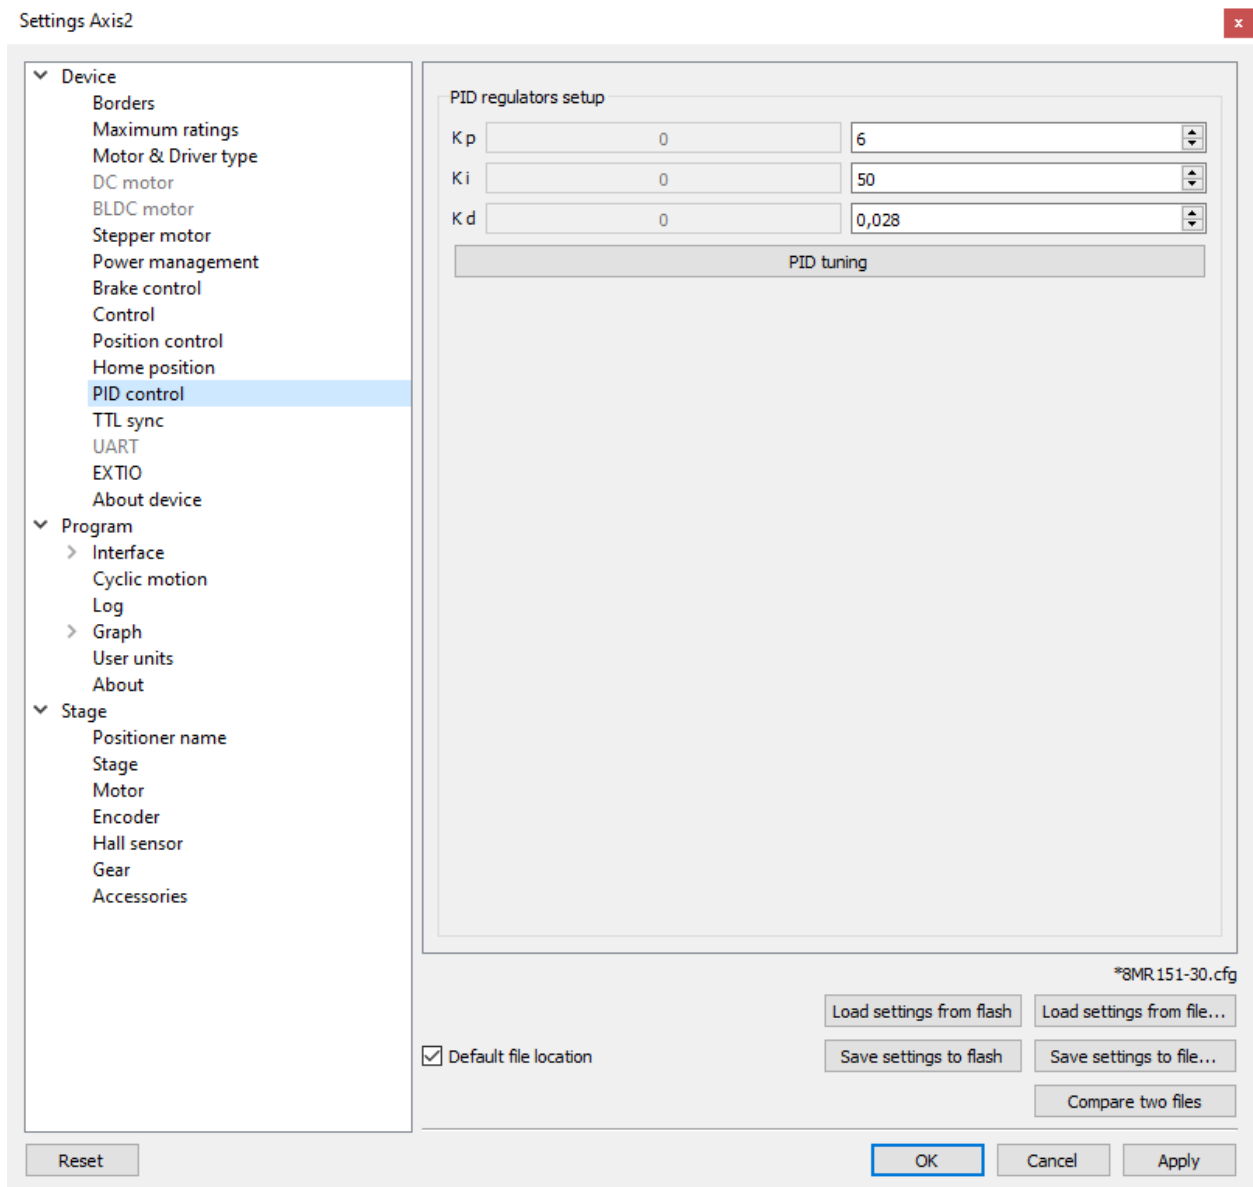 Settings Axis2
x
Device
Borders
Maximum ratings
Motor & Driver type
DC motor
BLDC motor
Stepper motor
Power management
Brake control
Control
Position control
Home position
PID control
TTL sync
UART
EXTIO
About device
Program
Interface
Cyclic motion
Log
Graph
User units
About
Stage
Positioner name
Stage
Motor
Encoder
Hall sensor
Gear
Accessories
PID regulators setup
Kp 0 6
Ki 0 50
Kd 0 0,028
PID tuning
*8MR151-30.cfg
Load settings from flash Load settings from file...
Default file location Save settings to flash Save settings to file...
Compare two files
Reset OK Cancel Apply